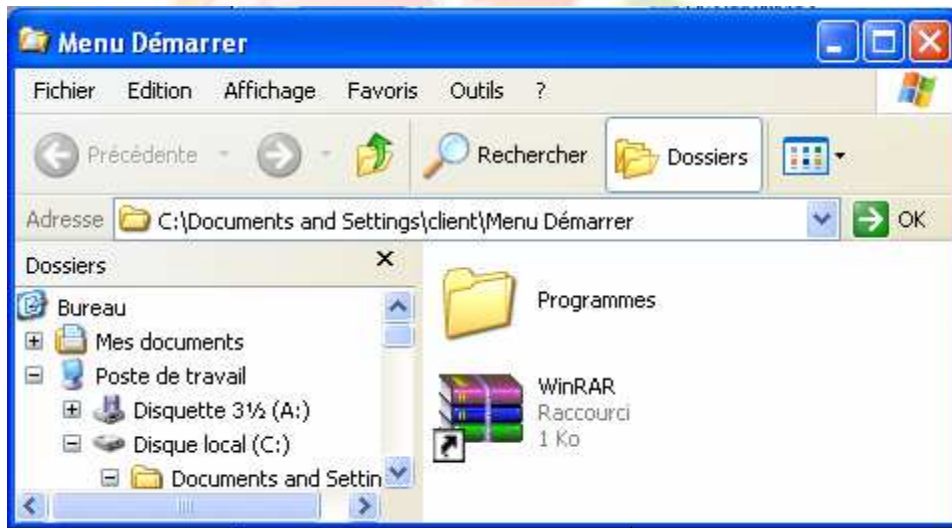 Menu Démarrer
Fichier Edition Affichage Favoris Outils ?
Précédente Rechercher Dossiers
Adresse C:\Documents and Settings\client\Menu Démarrer OK
Dossiers
Bureau
Mes documents
Poste de travail
Disquette 3½ (A:)
Disque local (C:)
Documents and Settin
Programmes
WinRAR
Raccourci
1 Ko